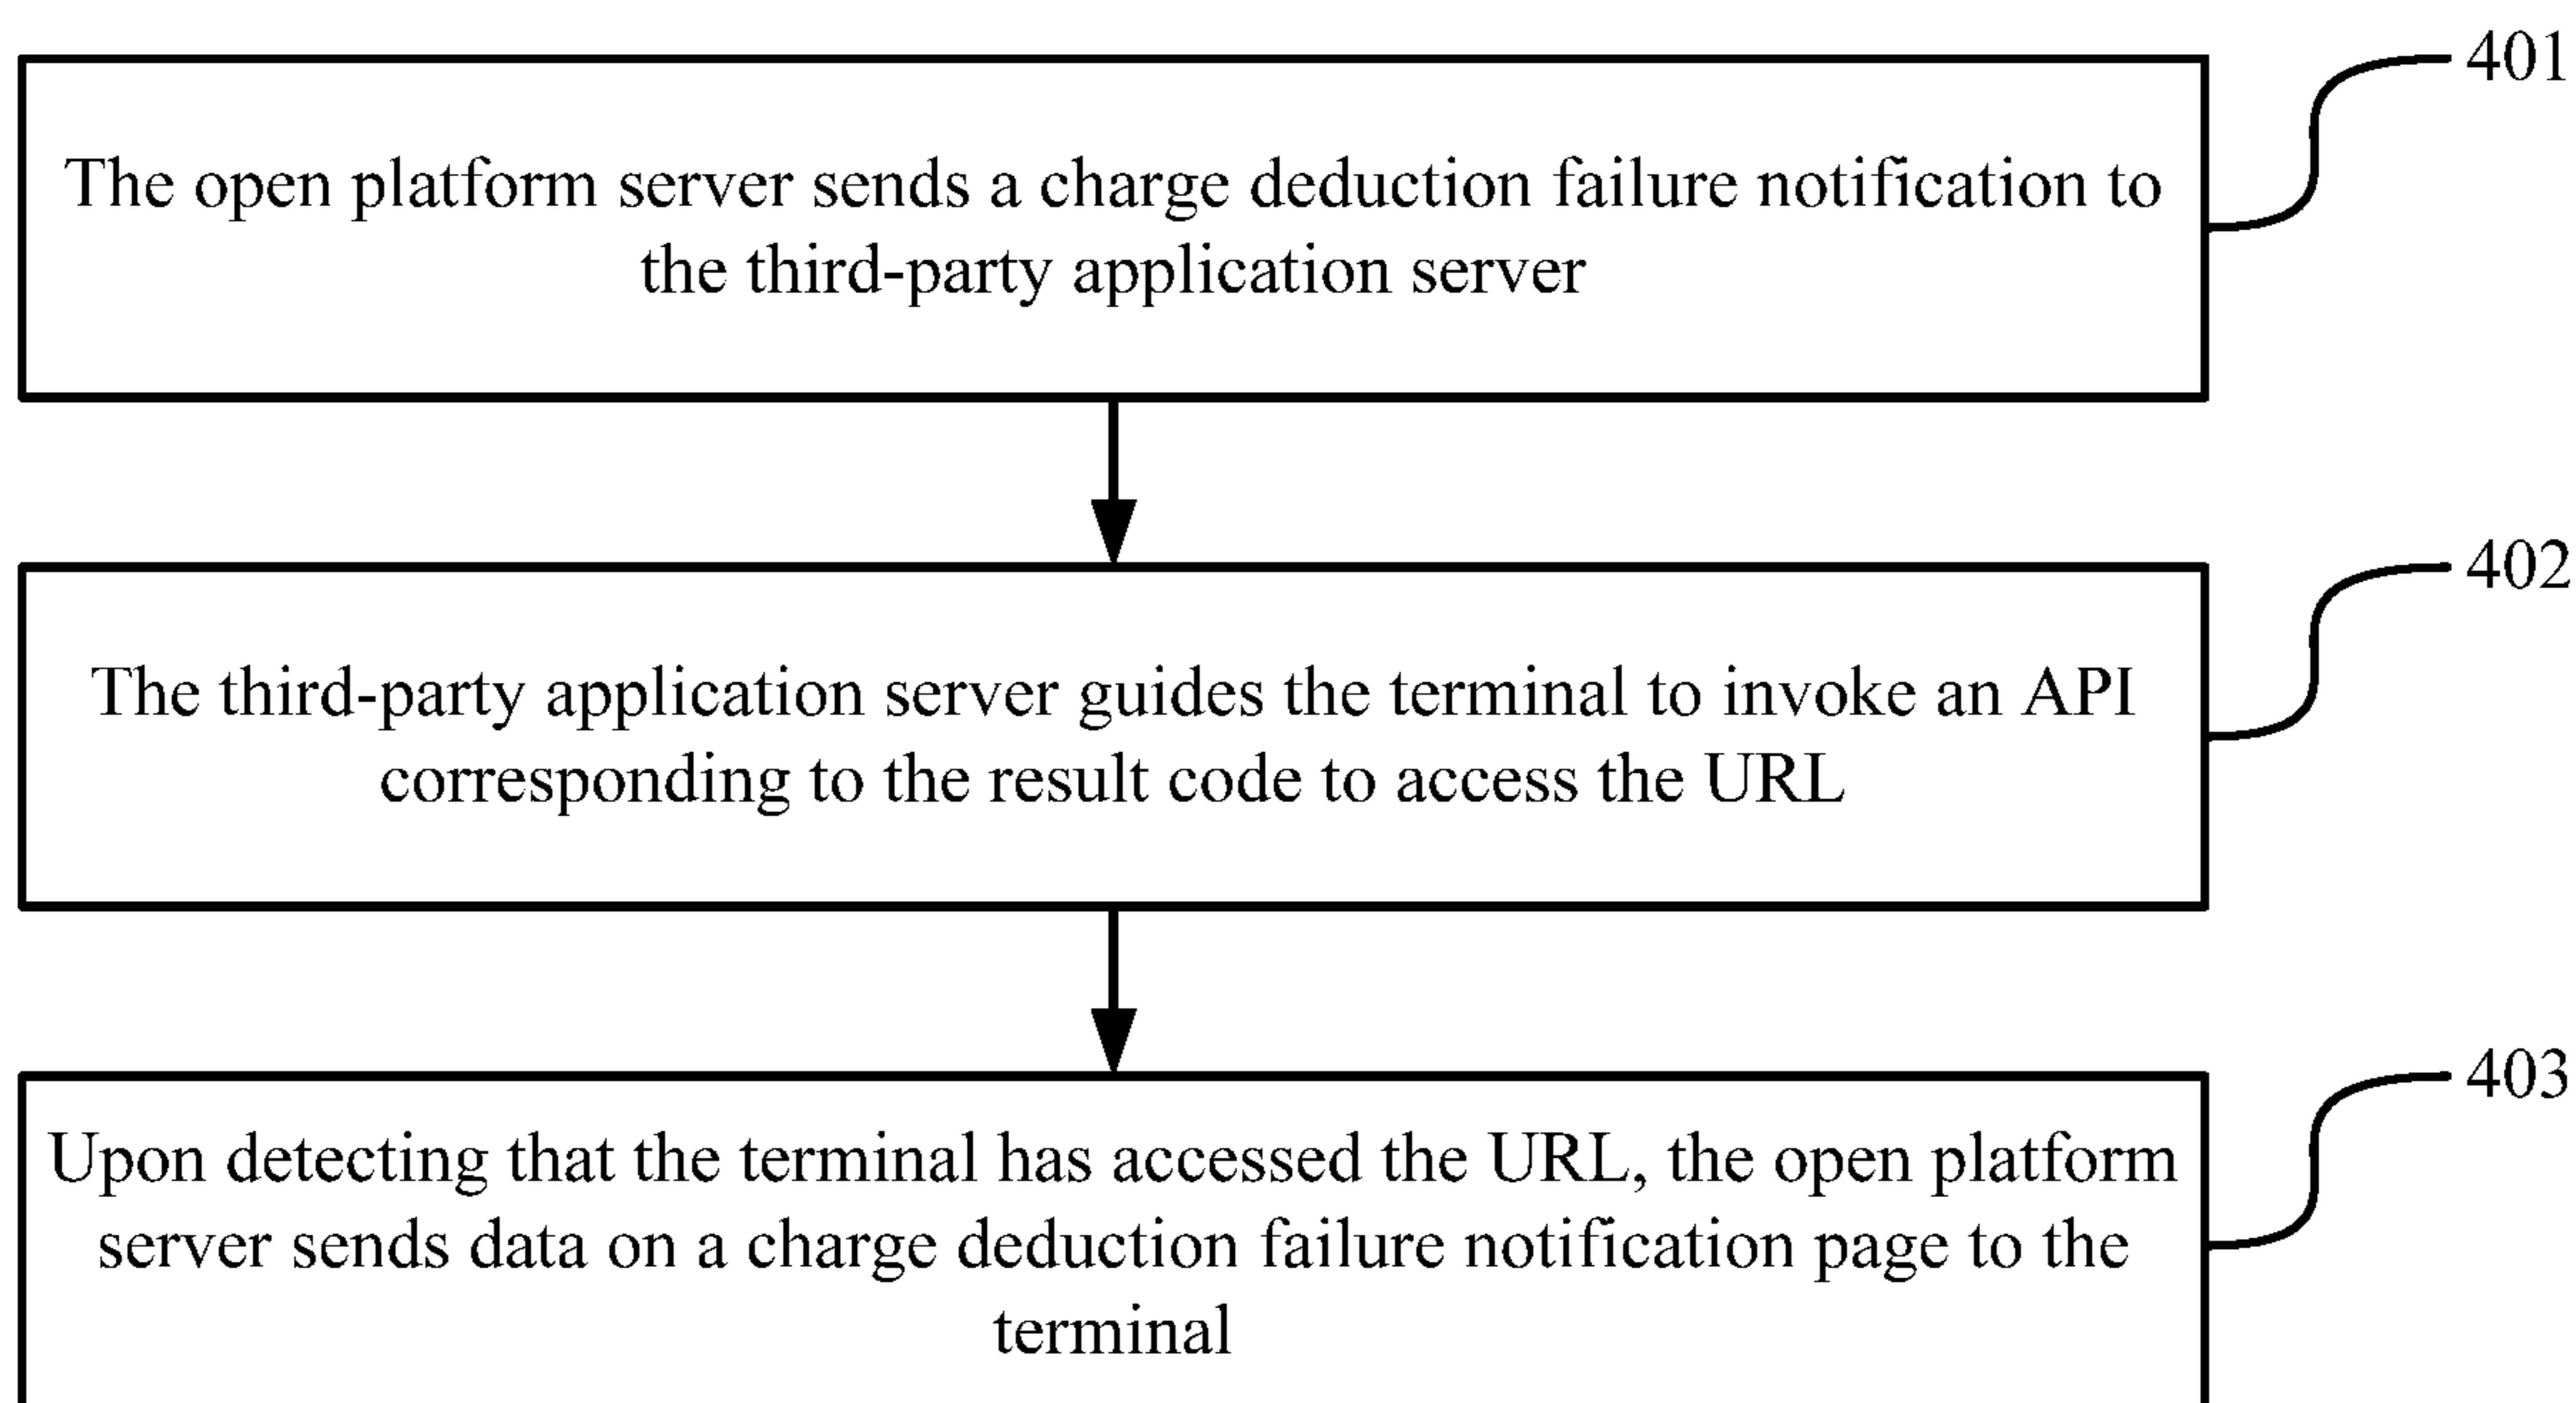 401
The open platform server sends a charge deduction failure notification to
the third-party application server
402
The third-party application server guides the terminal to invoke an API
corresponding to the result code to access the URL
403
Upon detecting that the terminal has accessed the URL, the open platform
server sends data on a charge deduction failure notification page to the
terminal